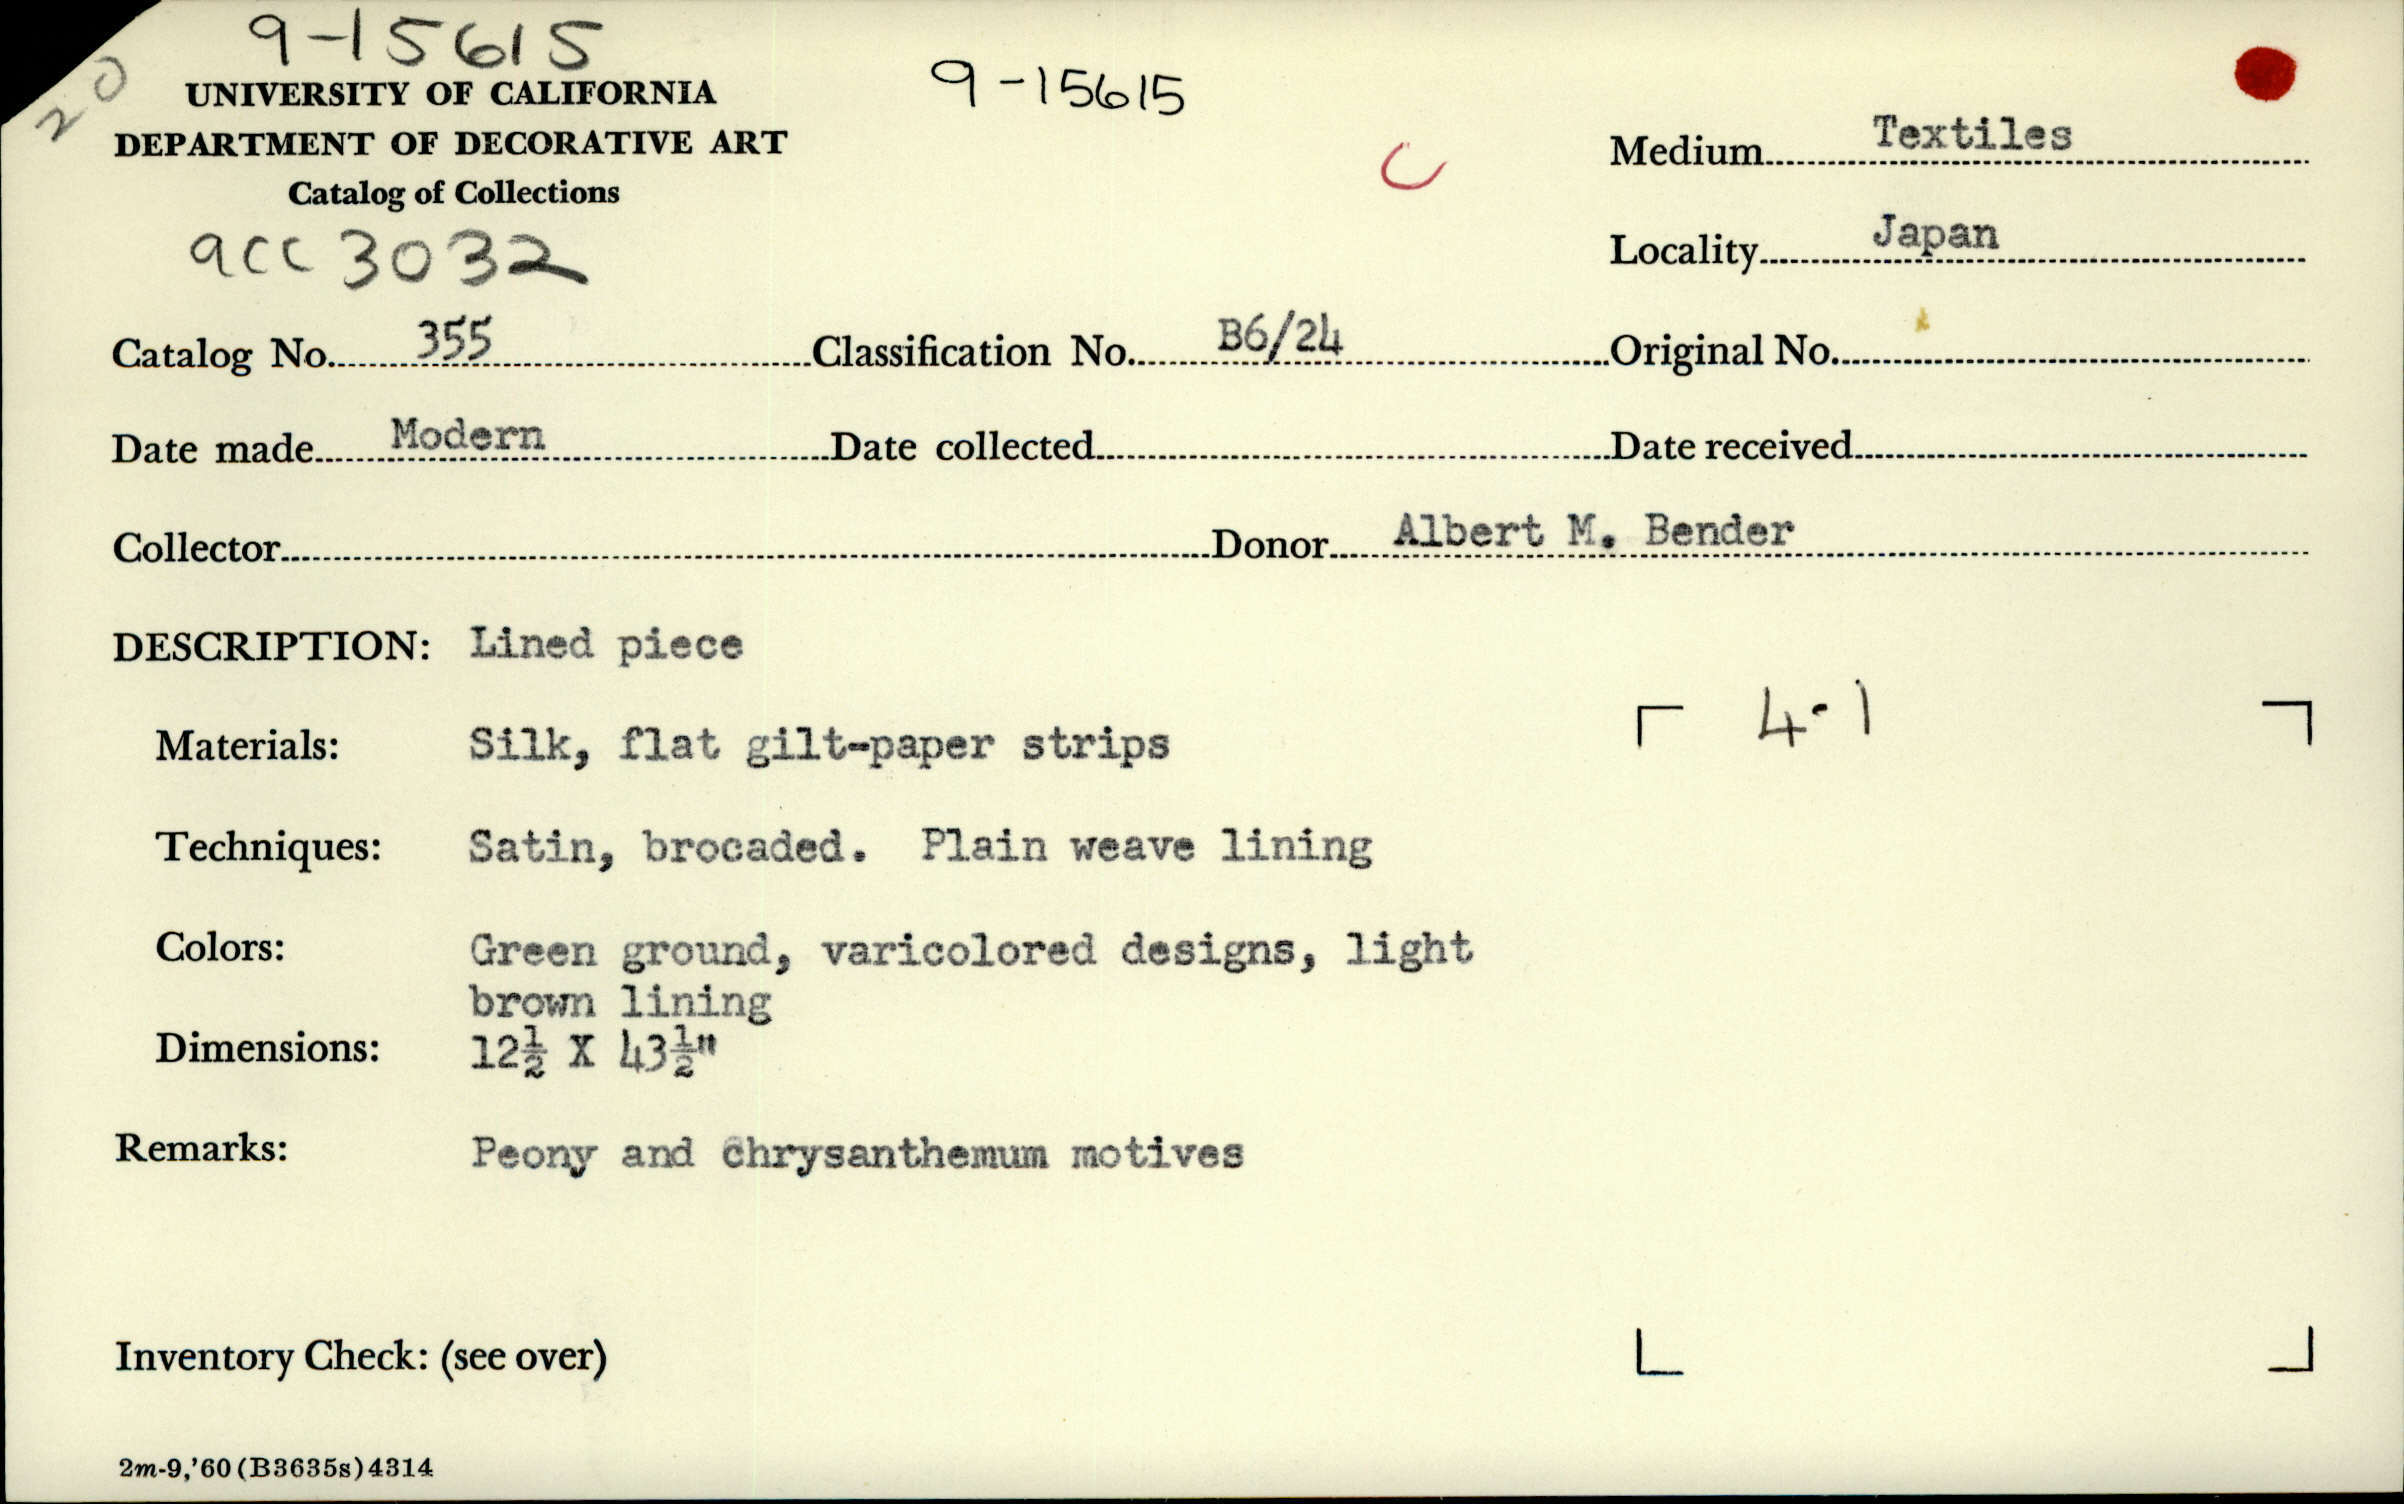 9-15615
20
UNIVERSITY OF CALIFORNIA
DEPARTMENT OF DECORATIVE ART
Catalog of Collections
acc 3032
9-15615
C
Medium Textiles
Locality Japan
Catalog No. 355 Classification No. B6/24 Original No.
Date made Modern Date collected Date received
Collector Donor Albert M. Bender
DESCRIPTION: Lined piece
4-1
Materials: Silk, flat gilt-paper strips
Techniques: Satin, brocaded. Plain weave lining
Colors: Green ground, varicolored designs, light
brown lining
Dimensions: 12½ X 43½"
Remarks: Peony and Chrysanthemum motives
Inventory Check: (see over)
2m-9,'60(B3635s)4314